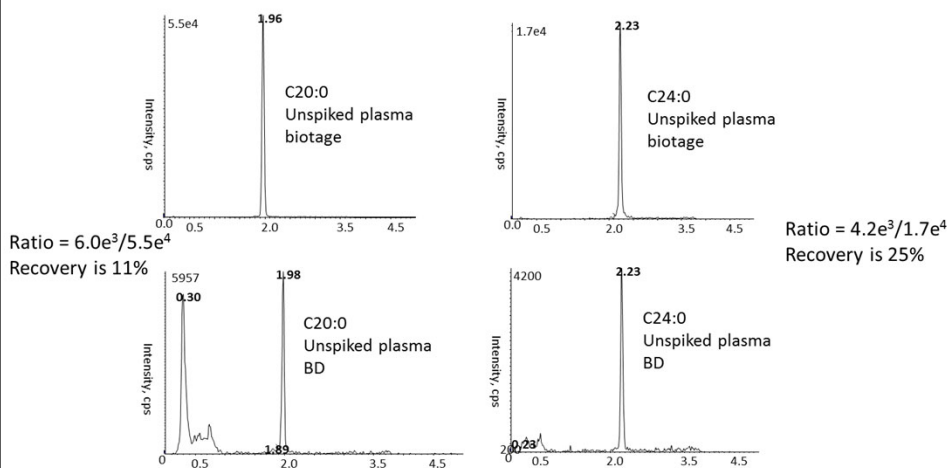 5.5e4
1.96
Intensity, cps
C20:0
Unspiked plasma
biotage
0.0 0.5 2.0 3.5 4.5
1.7e4
2.23
Intensity, cps
C24:0
Unspiked plasma
biotage
0.0 0.5 2.0 3.5 4.5
Ratio = 6.0e³/5.5e⁴
Recovery is 11%
Ratio = 4.2e³/1.7e⁴
Recovery is 25%
5957
0.30
1.98
Intensity, cps
C20:0
Unspiked plasma
BD
1.89
0 0.5 2.0 3.5 4.5
4200
2.23
Intensity, cps
C24:0
Unspiked plasma
BD
0.23
0.5 2.0 3.5 4.5